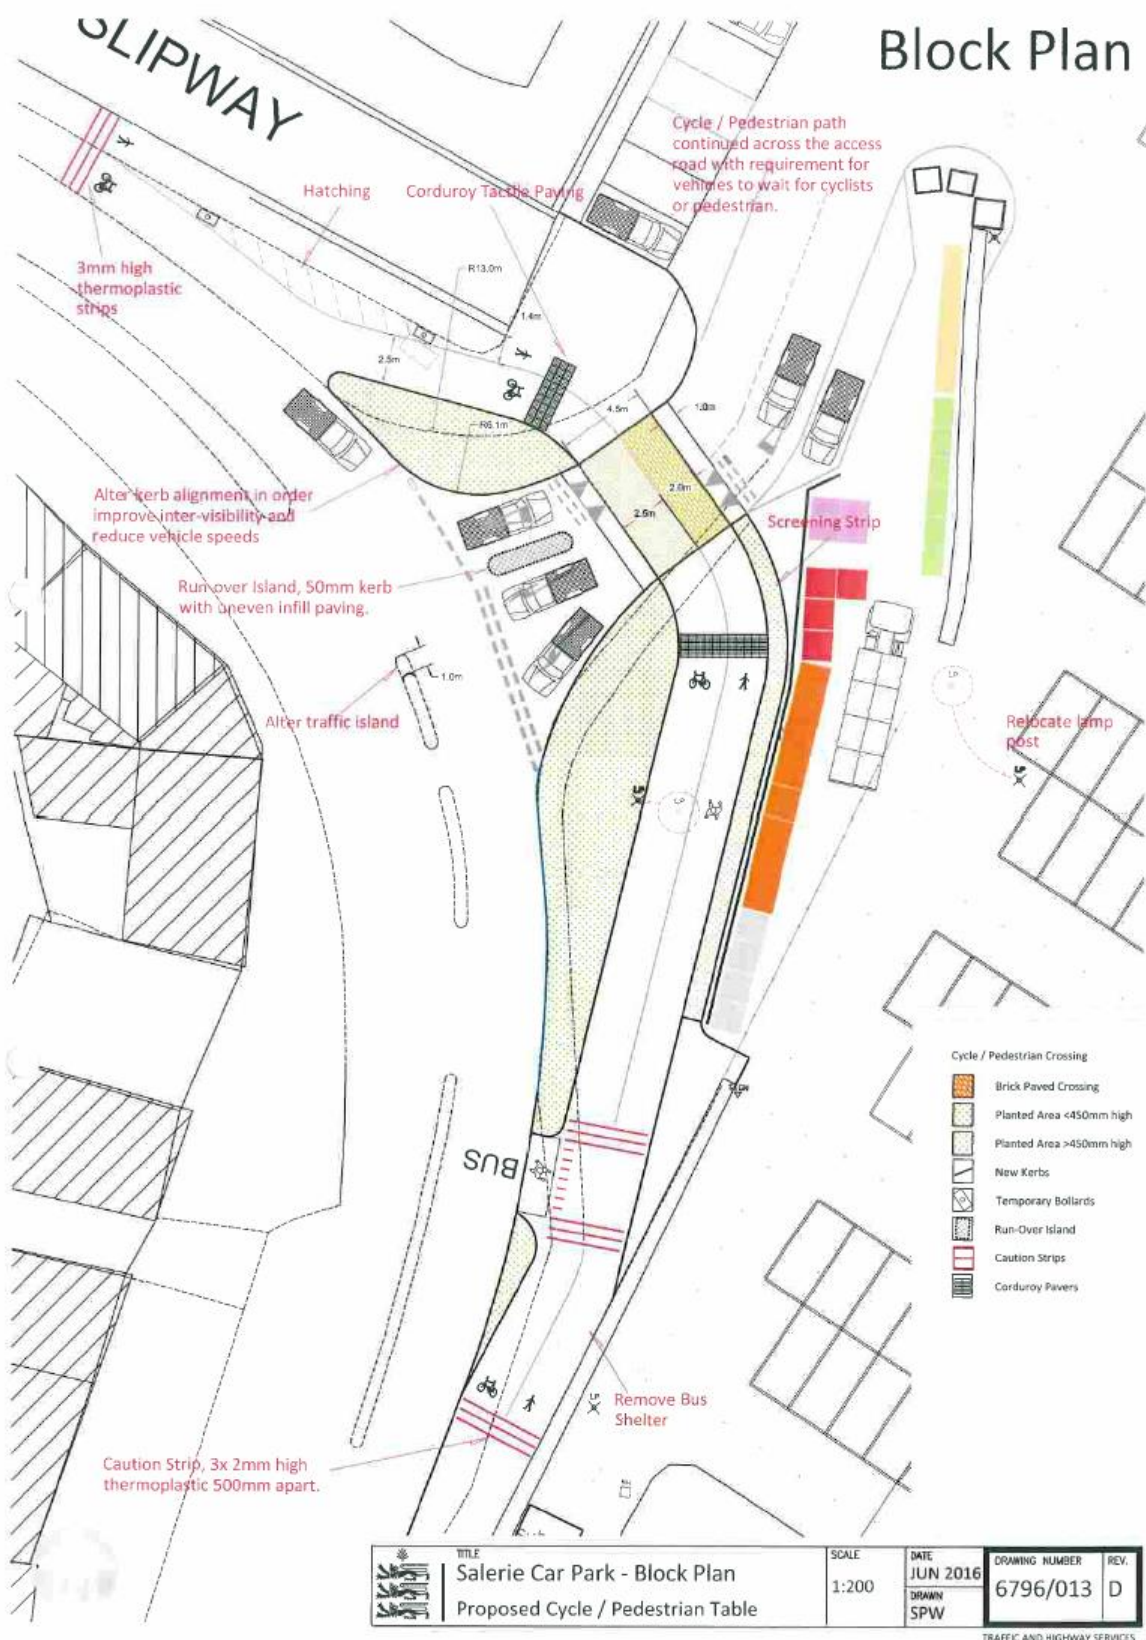 Block Plan
SLIPWAY
Cycle / Pedestrian path
continued across the access
road with requirement for
vehicles to wait for cyclists
or pedestrian.
Hatching
Corduroy Tactile Paving
3mm high
thermoplastic
strips
R13.0m
1.4m
2.5m
4.5m
R6.1m
2.0m
2.5m
Alter kerb alignment in order
improve inter-visibility and
reduce vehicle speeds
Screening Strip
Run over Island, 50mm kerb
with uneven infill paving.
1.0m
Alter traffic island
Relocate lamp
post
BUS
Remove Bus
Shelter
Caution Strip, 3x 2mm high
thermoplastic 500mm apart.
Cycle / Pedestrian Crossing
Brick Paved Crossing
Planted Area <450mm high
Planted Area >450mm high
New Kerbs
Temporary Bollards
Run-Over Island
Caution Strips
Corduroy Pavers
TITLE
Salerie Car Park - Block Plan
Proposed Cycle / Pedestrian Table
SCALE
1:200
DATE
JUN 2016
DRAWN
SPW
DRAWING NUMBER
6796/013
REV.
D
TRAFFIC AND HIGHWAY SERVICES